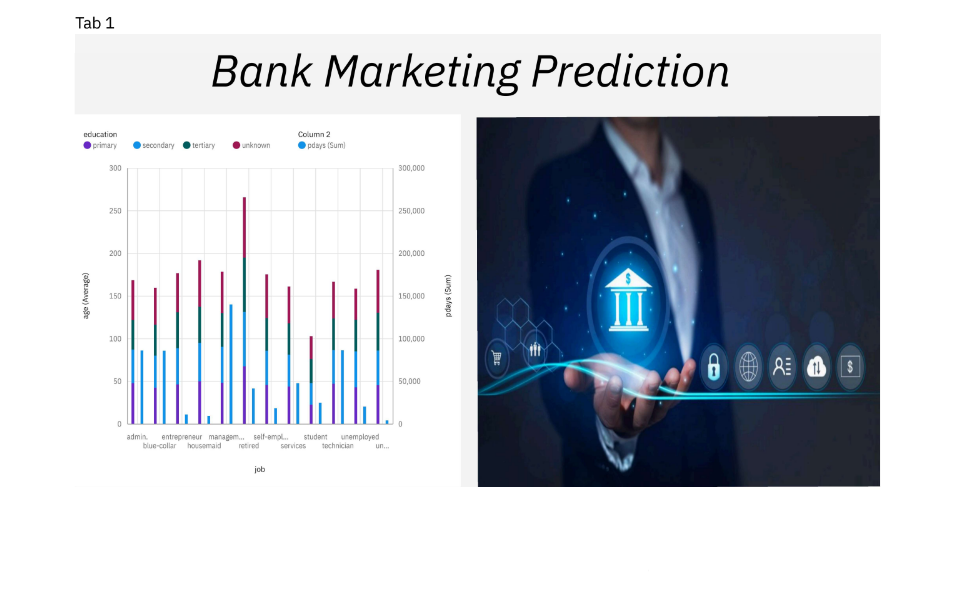 Tab 1
Bank Marketing Prediction
education
primary
secondary
tertiary
unknown
Column 2
pdays (Sum)
300
250
200
150
100
50
0
300,000
250,000
200,000
150,000
100,000
50,000
0
age (Average)
pdays (Sum)
admin.
blue-collar
entrepreneur
housemaid
managem...
retired
self-empl...
services
student
technician
unemployed
un...
job
$
$